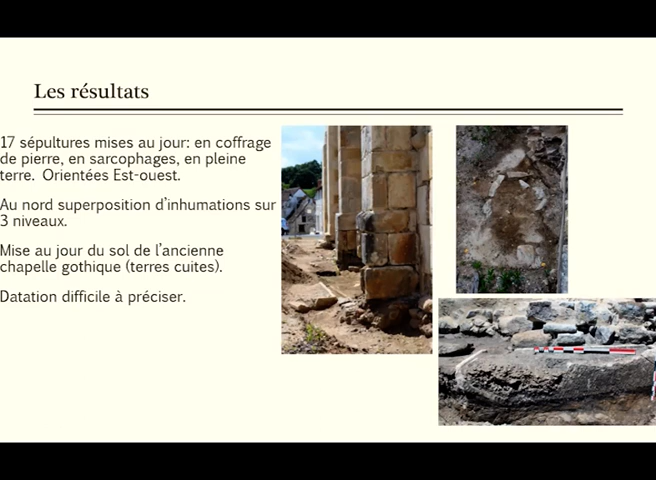 Les résultats
17 sépultures mises au jour: en coffrage
de pierre, en sarcophages, en pleine
terre. Orientées Est-ouest.
Au nord superposition d'inhumations sur
3 niveaux.
Mise au jour du sol de l'ancienne
chapelle gothique (terres cuites).
Datation difficile à préciser.